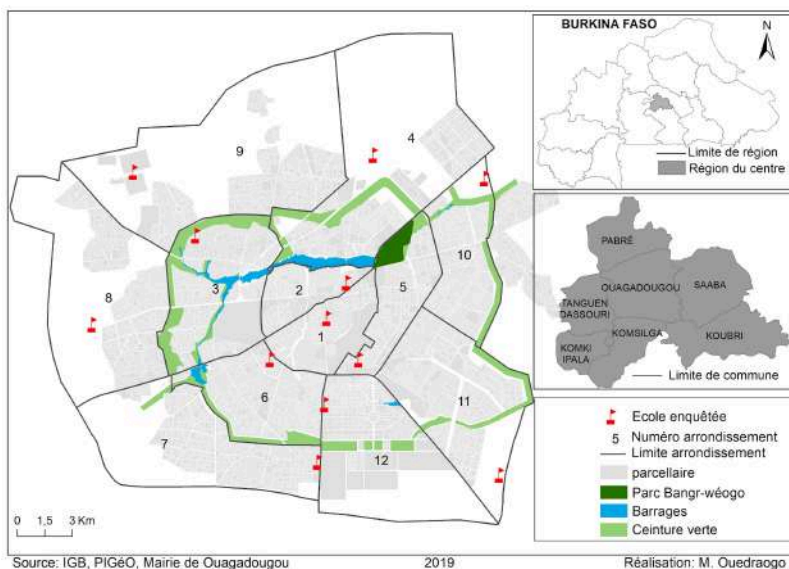 BURKINA FASO
N
Limite de région
Région du centre
9
4
8
3
2
5
10
1
6
11
7
12
0 1,5 3 Km
PABRÉ
OUAGADOUGOU
SAABA
TANGUEN
DASSOURI
KOMSILGA
KOUBRI
KOMKI
IPALA
Limite de commune
Ecole enquêtée
5 Numéro arrondissement
Limite arrondissement
parcellaire
Parc Bangr-wéogo
Barrages
Ceinture verte
Source: IGB, PIGéO, Mairie de Ouagadougou 2019 Réalisation: M. Ouedraogo